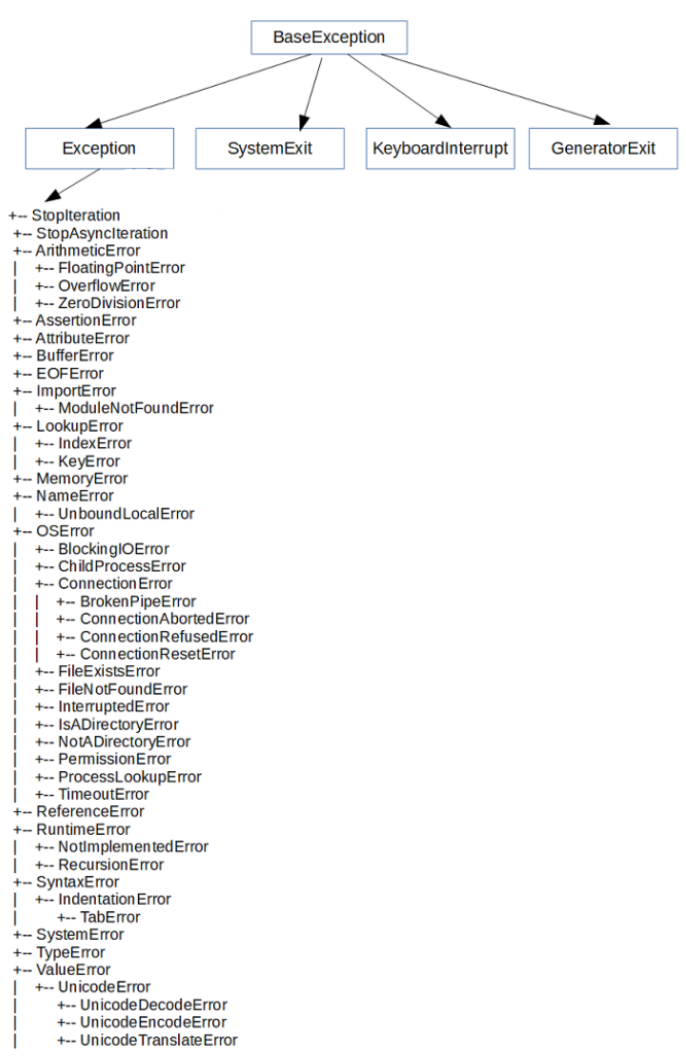 BaseException
Exception
SystemExit
KeyboardInterrupt
GeneratorExit
+-- StopIteration
+-- StopAsyncIteration
+-- ArithmeticError
|    +-- FloatingPointError
|    +-- OverflowError
|    +-- ZeroDivisionError
+-- AssertionError
+-- AttributeError
+-- BufferError
+-- EOFError
+-- ImportError
|    +-- ModuleNotFoundError
+-- LookupError
|    +-- IndexError
|    +-- KeyError
+-- MemoryError
+-- NameError
|    +-- UnboundLocalError
+-- OSError
|    +-- BlockingIOError
|    +-- ChildProcessError
|    +-- ConnectionError
|    |    +-- BrokenPipeError
|    |    +-- ConnectionAbortedError
|    |    +-- ConnectionRefusedError
|    |    +-- ConnectionResetError
|    +-- FileExistsError
|    +-- FileNotFoundError
|    +-- InterruptedError
|    +-- IsADirectoryError
|    +-- NotADirectoryError
|    +-- PermissionError
|    +-- ProcessLookupError
|    +-- TimeoutError
+-- ReferenceError
+-- RuntimeError
|    +-- NotImplementedError
|    +-- RecursionError
+-- SyntaxError
|    +-- IndentationError
|         +-- TabError
+-- SystemError
+-- TypeError
+-- ValueError
|    +-- UnicodeError
|         +-- UnicodeDecodeError
|         +-- UnicodeEncodeError
|         +-- UnicodeTranslateError